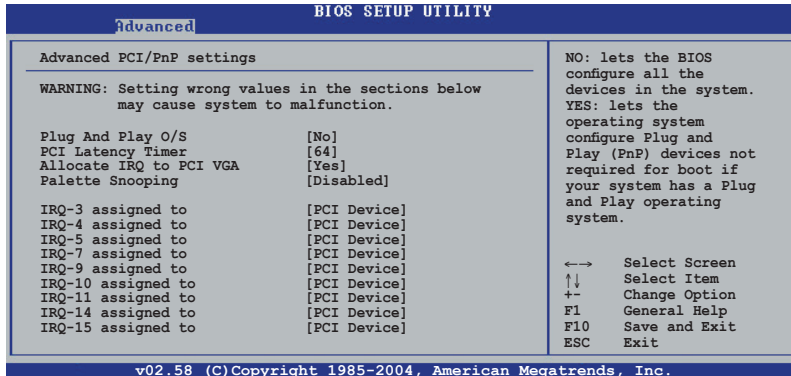 BIOS SETUP UTILITY
Advanced
Advanced PCI/PnP settings
WARNING: Setting wrong values in the sections below
may cause system to malfunction.
Plug And Play O/S [No]
PCI Latency Timer [64]
Allocate IRQ to PCI VGA [Yes]
Palette Snooping [Disabled]
IRQ-3 assigned to [PCI Device]
IRQ-4 assigned to [PCI Device]
IRQ-5 assigned to [PCI Device]
IRQ-7 assigned to [PCI Device]
IRQ-9 assigned to [PCI Device]
IRQ-10 assigned to [PCI Device]
IRQ-11 assigned to [PCI Device]
IRQ-14 assigned to [PCI Device]
IRQ-15 assigned to [PCI Device]
NO: lets the BIOS
configure all the
devices in the system.
YES: lets the
operating system
configure Plug and
Play (PnP) devices not
required for boot if
your system has a Plug
and Play operating
system.
←→ Select Screen
↑↓ Select Item
+- Change Option
F1 General Help
F10 Save and Exit
ESC Exit
v02.58 (C)Copyright 1985-2004, American Megatrends, Inc.